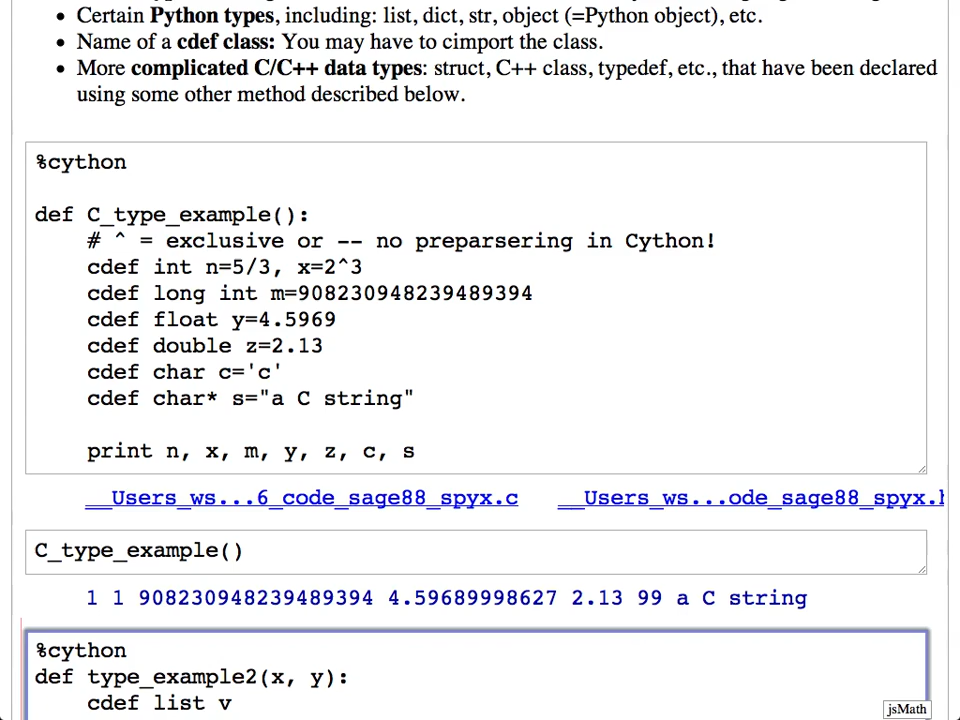 Certain Python types, including: list, dict, str, object (=Python object), etc.
Name of a cdef class: You may have to cimport the class.
More complicated C/C++ data types: struct, C++ class, typedef, etc., that have been declared
using some other method described below.
%cython
def C_type_example():
# ^ = exclusive or -- no preparsering in Cython!
cdef int n=5/3, x=2^3
cdef long int m=908230948239489394
cdef float y=4.5969
cdef double z=2.13
cdef char c='c'
cdef char* s="a C string"
print n, x, m, y, z, c, s
__Users_ws...6_code_sage88_spyx.c __Users_ws...ode_sage88_spyx.h
C_type_example()
1 1 908230948239489394 4.59689998627 2.13 99 a C string
%cython
def type_example2(x, y):
cdef list v
jsMath